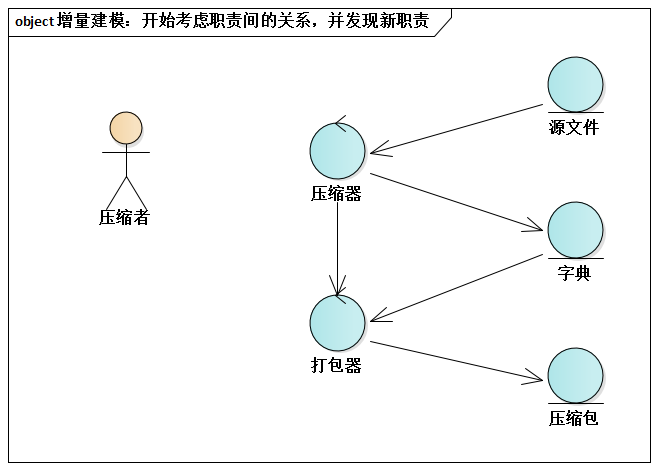 object 增量建模：开始考虑职责间的关系，并发现新职责
源文件
压缩者
压缩器
字典
打包器
压缩包